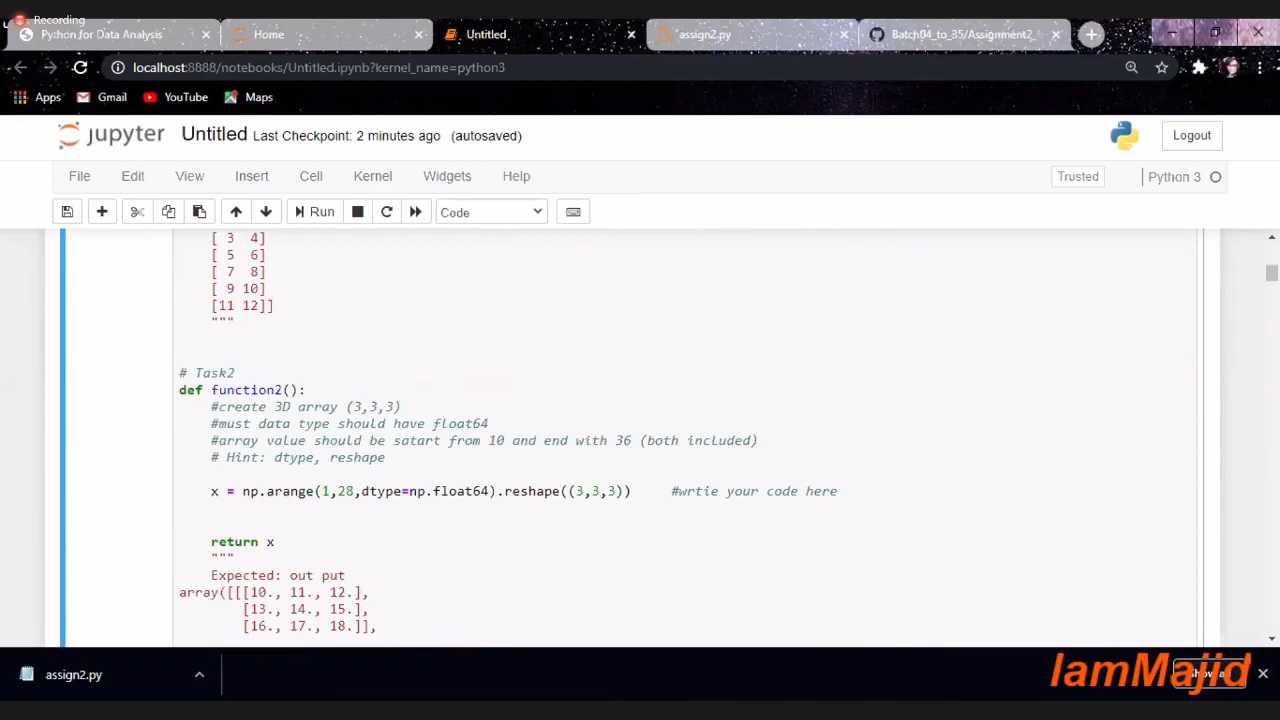 Recording
Python for Data Analysis
Home
Untitled
assign2.py
Batch04_to_35/Assignment2_
localhost:8888/notebooks/Untitled.ipynb?kernel_name=python3
Apps
Gmail
YouTube
Maps
jupyter
Untitled Last Checkpoint: 2 minutes ago (autosaved)
Logout
File Edit View Insert Cell Kernel Widgets Help
Trusted
Python 3
Run
Code
[ 3  4]
[ 5  6]
[ 7  8]
[ 9 10]
[11 12]]
"""
# Task2
def function2():
#create 3D array (3,3,3)
#must data type should have float64
#array value should be satart from 10 and end with 36 (both included)
# Hint: dtype, reshape
x = np.arange(1,28,dtype=np.float64).reshape((3,3,3))     #wrtie your code here
return x
"""
Expected: out put
array([[[10., 11., 12.],
[13., 14., 15.],
[16., 17., 18.]],
assign2.py
IamMajid